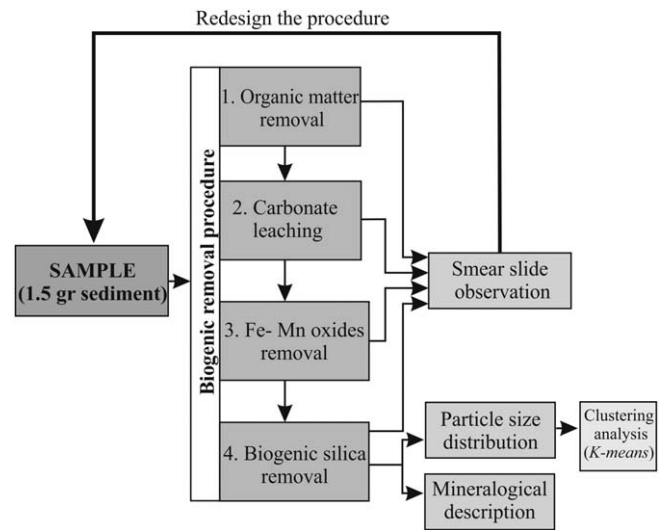 Redesign the procedure
Biogenic removal procedure
1. Organic matter
removal
2. Carbonate
leaching
SAMPLE
(1.5 gr sediment)
Smear slide
observation
3. Fe- Mn oxides
removal
4. Biogenic silica
removal
Particle size
distribution
Clustering
analysis
(K-means)
Mineralogical
description